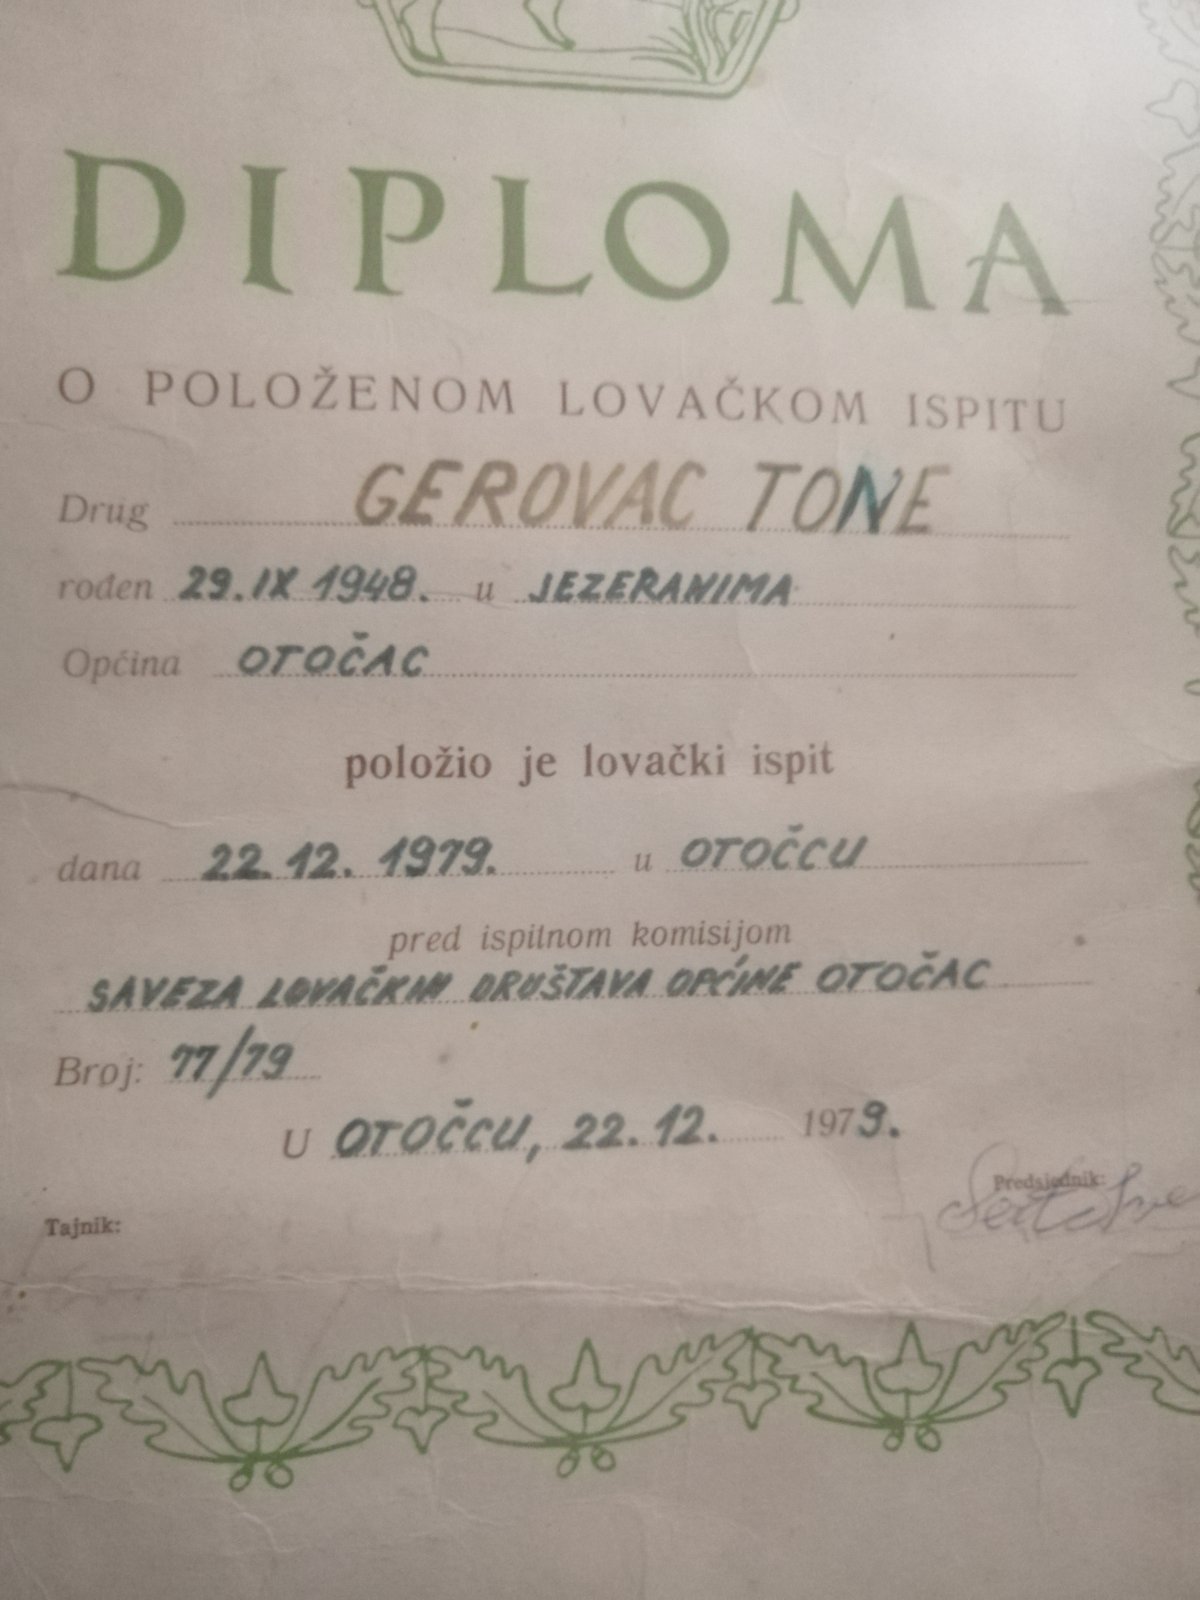 DIPLOMA
O POLOŽENOM LOVAČKOM ISPITU
Drug GEROVAC TONE
rođen 29. IX 1948. u JEZERANIMA
Općina OTOČAC
položio je lovački ispit
dana 22. 12. 1979. u OTOČCU
pred ispitnom komisijom
SAVEZA LOVAČKIH DRUŠTAVA OPĆINE OTOČAC
Broj: 77/79
U OTOČCU, 22. 12. 1979.
Predsjednik:
Tajnik: